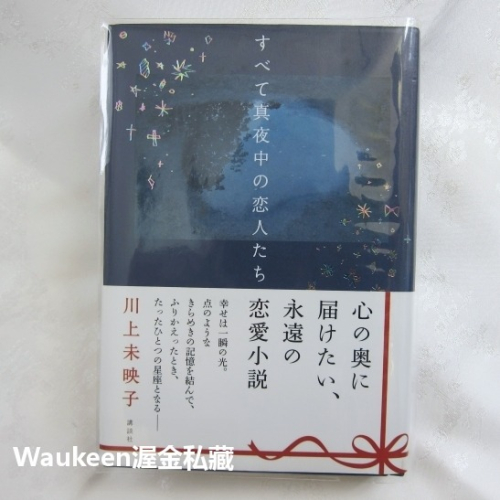 すべて真夜中の恋人たち
心の奥に
届けたい、
永遠の
恋愛小説
幸せは一瞬の光。
点のような
きらめきの記憶を結んで、
ふりかえったとき、
たったひとつの星座となる――
川上未映子
講談社
Waukeen渥金私藏